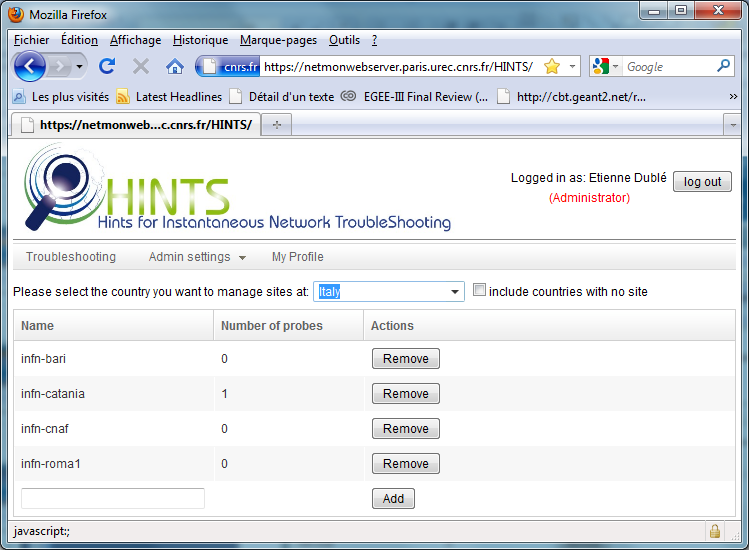 Mozilla Firefox
Fichier Édition Affichage Historique Marque-pages Outils ?
cnrs.fr https://netmonwebserver.paris.urec.cnrs.fr/HINTS/ Google
Les plus visités Latest Headlines Détail d'un texte EGEE-III Final Review (... http://cbt.geant2.net/r... »
https://netmonweb...c.cnrs.fr/HINTS/
HINTS
Hints for Instantaneous Network TroubleShooting
Logged in as: Etienne Dublé log out
(Administrator)
Troubleshooting Admin settings My Profile
Please select the country you want to manage sites at: Italy include countries with no site
Name Number of probes Actions
infn-bari 0 Remove
infn-catania 1 Remove
infn-cnaf 0 Remove
infn-roma1 0 Remove
Add
javascript:;